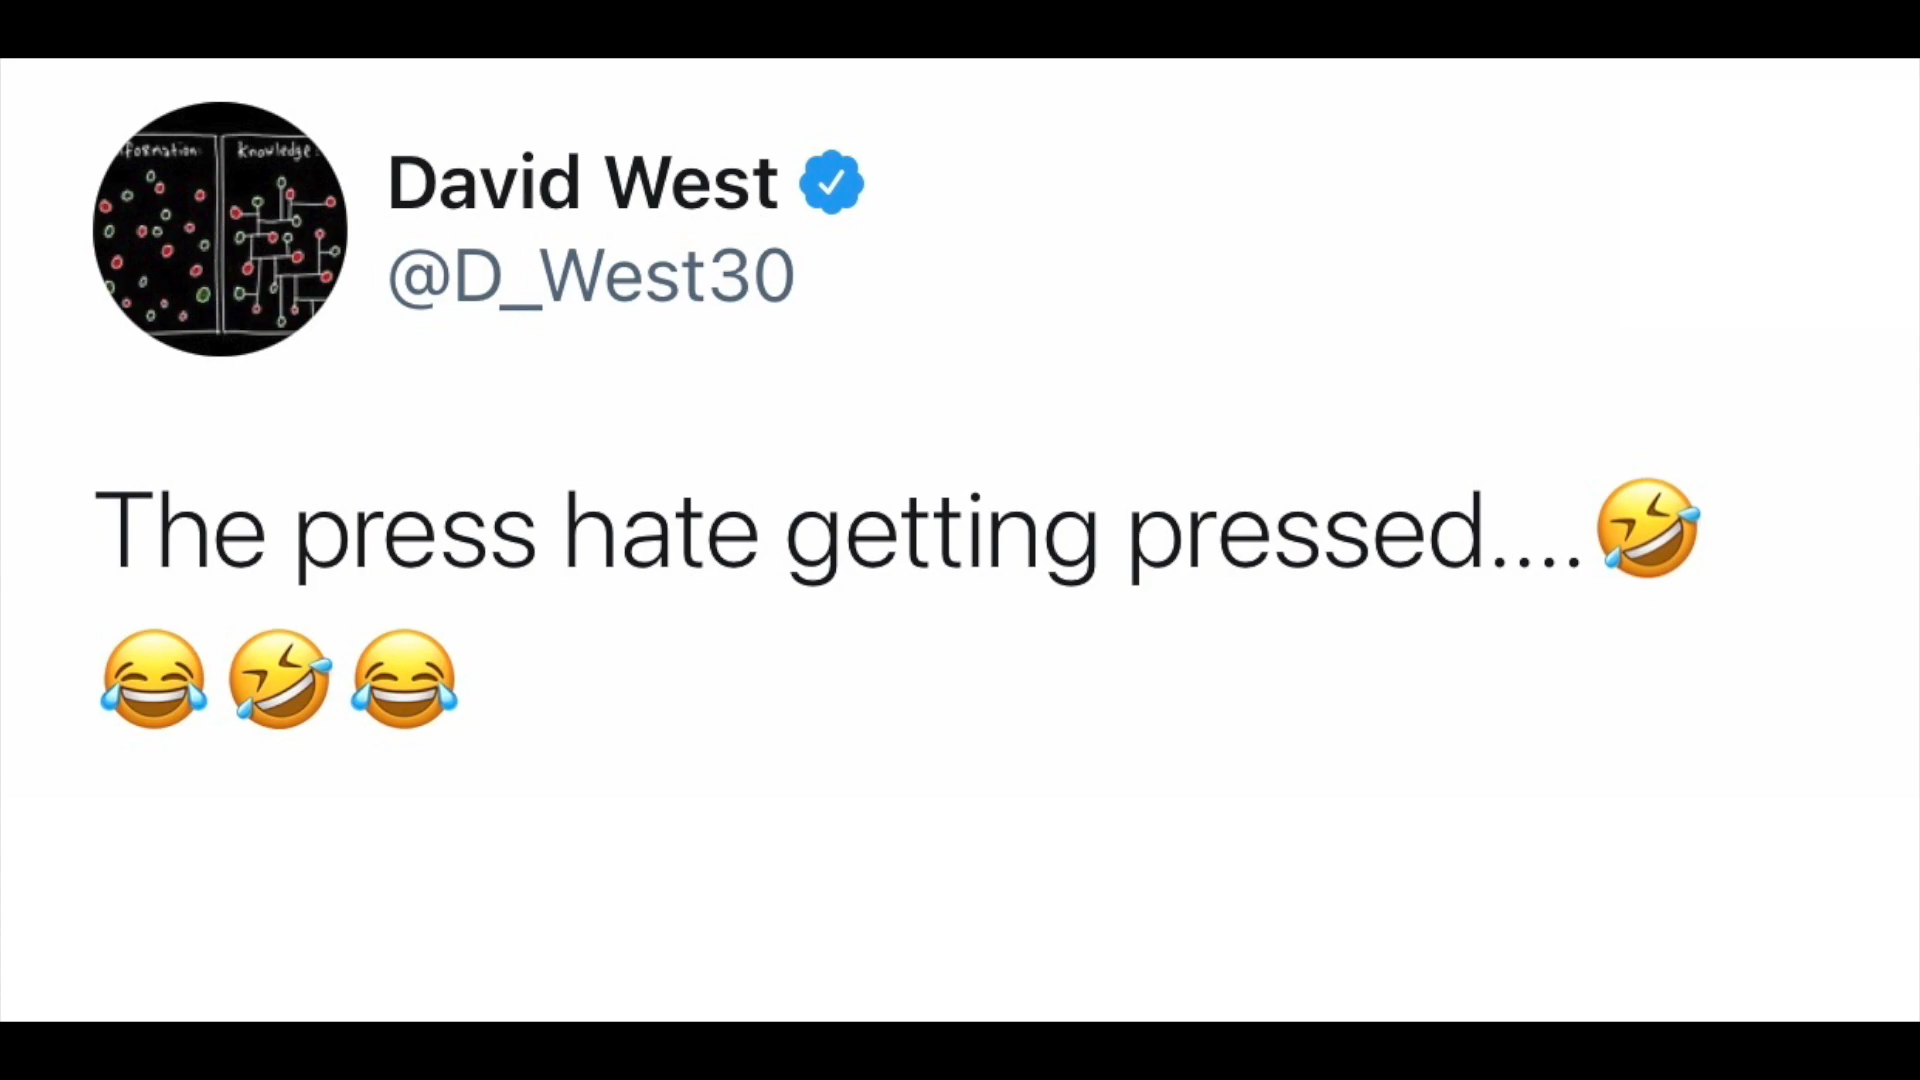 formation
Knowledge
David West
@D_West30
The press hate getting pressed....🤣
😂🤣😂